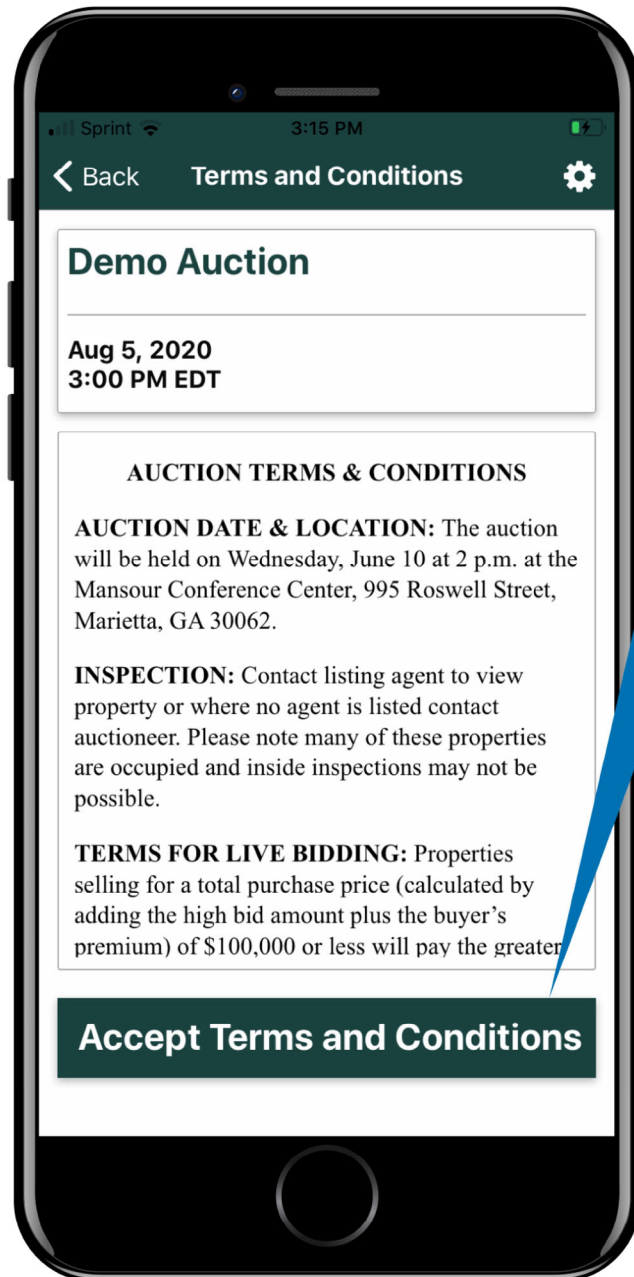 Sprint
3:15 PM
Back
Terms and Conditions
Demo Auction
Aug 5, 2020
3:00 PM EDT
AUCTION TERMS & CONDITIONS
AUCTION DATE & LOCATION: The auction
will be held on Wednesday, June 10 at 2 p.m. at the
Mansour Conference Center, 995 Roswell Street,
Marietta, GA 30062.
INSPECTION: Contact listing agent to view
property or where no agent is listed contact
auctioneer. Please note many of these properties
are occupied and inside inspections may not be
possible.
TERMS FOR LIVE BIDDING: Properties
selling for a total purchase price (calculated by
adding the high bid amount plus the buyer’s
premium) of $100,000 or less will pay the greater
Accept Terms and Conditions